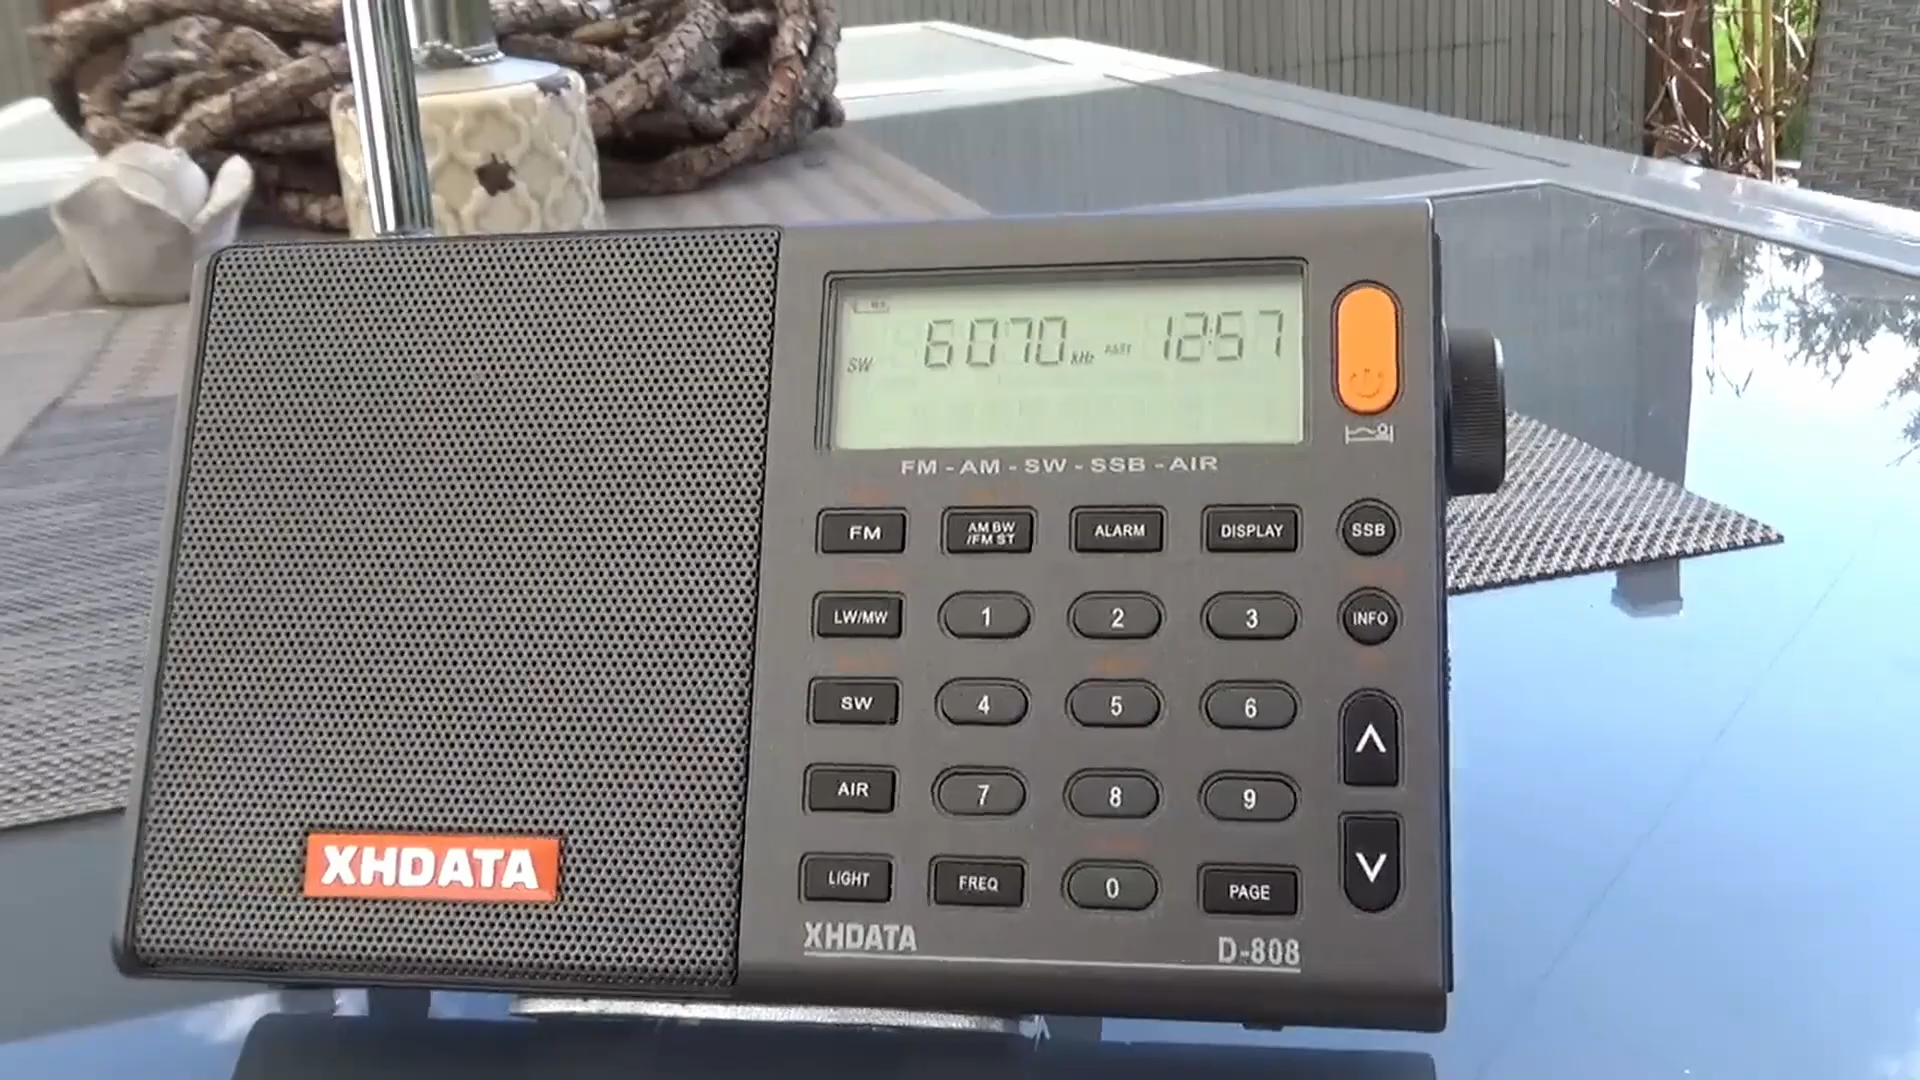 SW 6070 kHz FAST 12:57
FM - AM - SW - SSB - AIR
FM AM BW /FM ST ALARM DISPLAY SSB
LW/MW 1 2 3 INFO
SW 4 5 6
AIR 7 8 9
LIGHT FREQ 0 PAGE
XHDATA
XHDATA D-808